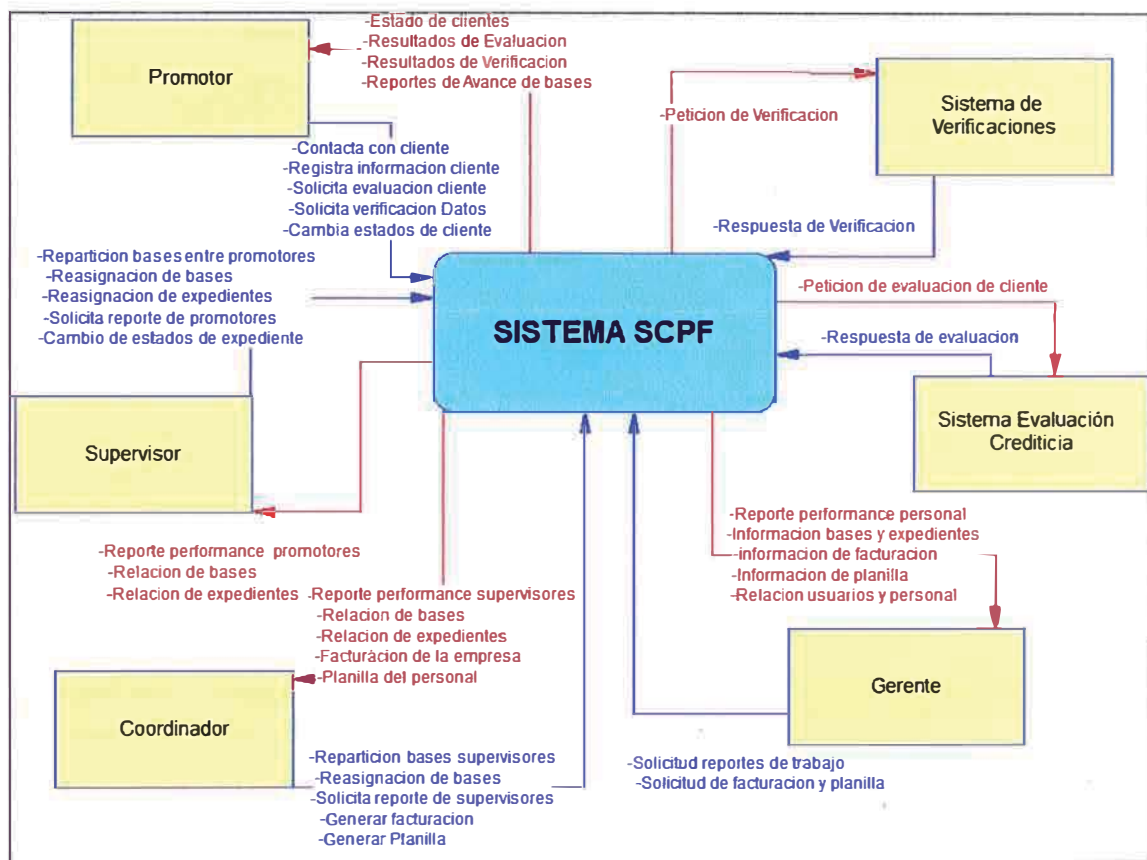 -Estado de clientes
-Resultados de Evaluacion
-Resultados de Verificacion
-Reportes de Avance de bases
Promotor
-Peticion de Verificacion
Sistema de
Verificaciones
-Contacta con cliente
-Registra informacion cliente
-Solicita evaluacion cliente
-Solicita verificacion Datos
-Cambia estados de cliente
-Respuesta de Verificacion
-Reparticion bases entre promotores
-Reasignacion de bases
-Reasignacion de expedientes
-Solicita reporte de promotores
-Cambio de estados de expediente
SISTEMA SCPF
-Peticion de evaluacion de cliente
-Respuesta de evaluacion
Sistema Evaluación
Crediticia
Supervisor
-Reporte performance promotores
-Relacion de bases
-Relacion de expedientes
-Reporte performance supervisores
-Relacion de bases
-Relacion de expedientes
-Facturacion de la empresa
-Planilla del personal
-Reporte performance personal
-Informacion bases y expedientes
-informacion de facturacion
-Informacion de planilla
-Relacion usuarios y personal
Gerente
Coordinador
-Reparticion bases supervisores
-Reasignacion de bases
-Solicita reporte de supervisores
-Generar facturacion
-Generar Planilla
-Solicitud reportes de trabajo
-Solicitud de facturacion y planilla